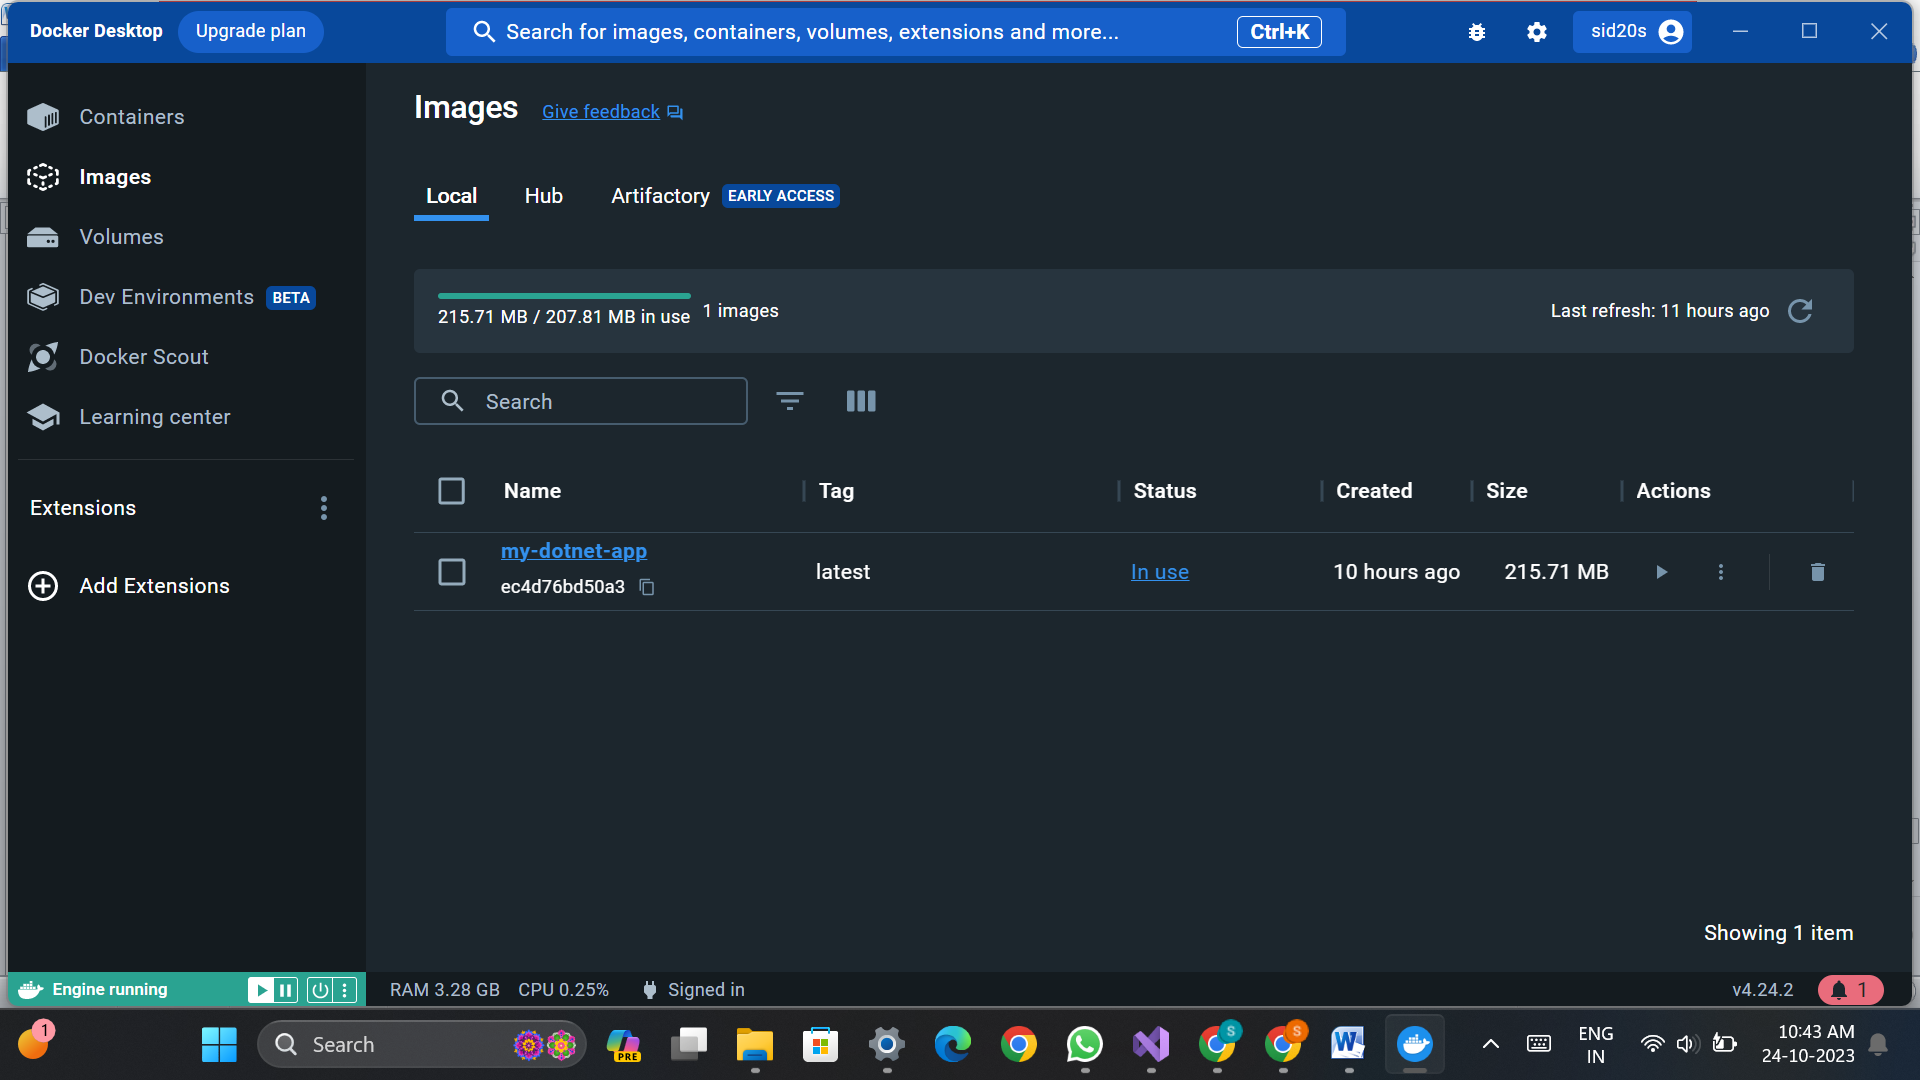 Docker Desktop Upgrade plan Search for images, containers, volumes, extensions and more... Ctrl+K sid20s
Containers
Images
Volumes
Dev Environments BETA
Docker Scout
Learning center
Extensions
Add Extensions
Images Give feedback
Local Hub Artifactory EARLY ACCESS
215.71 MB / 207.81 MB in use 1 images Last refresh: 11 hours ago
Search
Name Tag Status Created Size Actions
my-dotnet-app
ec4d76bd50a3
latest In use 10 hours ago 215.71 MB
Showing 1 item
Engine running RAM 3.28 GB CPU 0.25% Signed in v4.24.2 1
1 Search PRE S S W ENG 10:43 AM
IN 24-10-2023